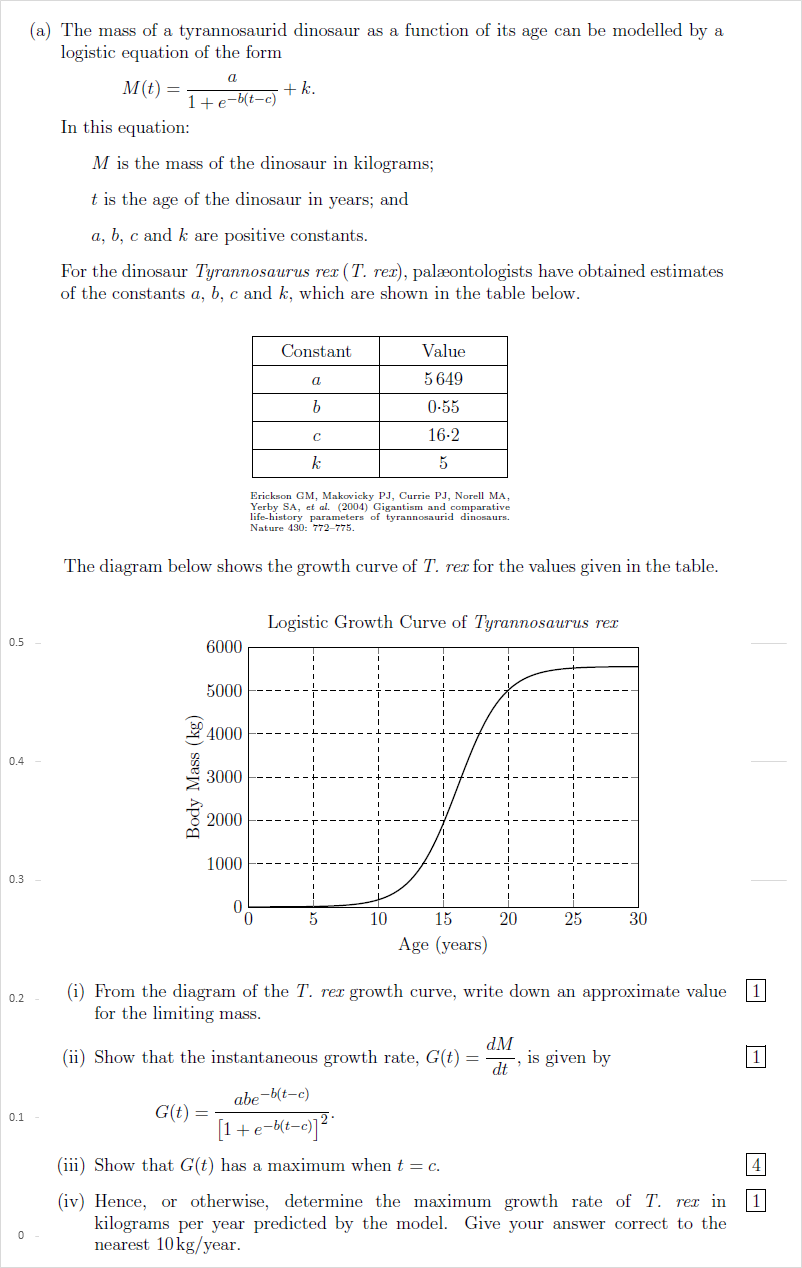 (a) The mass of a tyrannosaurid dinosaur as a function of its age can be modelled by a
logistic equation of the form
M(t) = a / (1 + e^{−b(t−c)}) + k.
In this equation:
M is the mass of the dinosaur in kilograms;
t is the age of the dinosaur in years; and
a, b, c and k are positive constants.
For the dinosaur Tyrannosaurus rex (T. rex), palæontologists have obtained estimates
of the constants a, b, c and k, which are shown in the table below.
Constant Value
a 5 649
b 0·55
c 16·2
k 5
Erickson GM, Makovicky PJ, Currie PJ, Norell MA,
Yerby SA, et al. (2004) Gigantism and comparative
life-history parameters of tyrannosaurid dinosaurs.
Nature 430: 772–775.
The diagram below shows the growth curve of T. rex for the values given in the table.
Logistic Growth Curve of Tyrannosaurus rex
0.5
6000
5000
Body Mass (kg)
4000
0.4
3000
2000
1000
0.3
0
0 5 10 15 20 25 30
Age (years)
(i) From the diagram of the T. rex growth curve, write down an approximate value 1
0.2
for the limiting mass.
(ii) Show that the instantaneous growth rate, G(t) = dM/dt, is given by 1
G(t) = abe^{−b(t−c)} / [1 + e^{−b(t−c)}]^2.
0.1
(iii) Show that G(t) has a maximum when t = c. 4
(iv) Hence, or otherwise, determine the maximum growth rate of T. rex in 1
kilograms per year predicted by the model. Give your answer correct to the
0
nearest 10 kg/year.